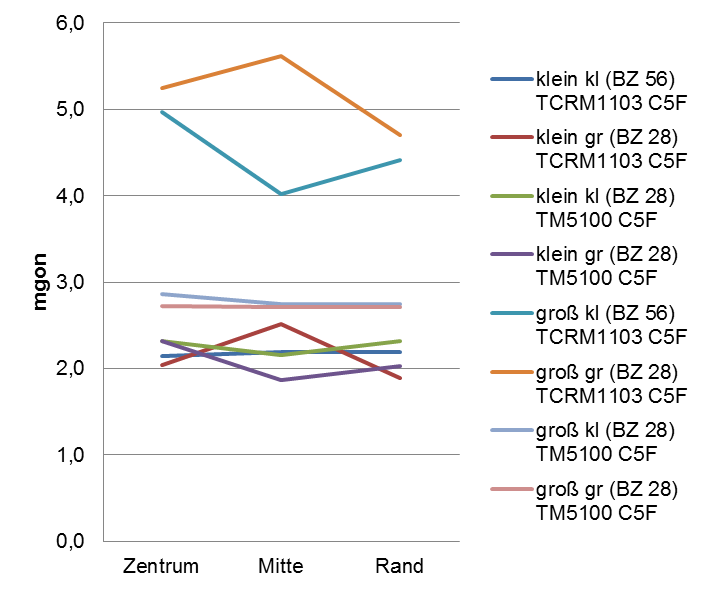 6,0
5,0
4,0
3,0
2,0
1,0
0,0
mgon
Zentrum Mitte Rand
klein kl (BZ 56)
TCRM1103 C5F
klein gr (BZ 28)
TCRM1103 C5F
klein kl (BZ 28)
TM5100 C5F
klein gr (BZ 28)
TM5100 C5F
groß kl (BZ 56)
TCRM1103 C5F
groß gr (BZ 28)
TCRM1103 C5F
groß kl (BZ 28)
TM5100 C5F
groß gr (BZ 28)
TM5100 C5F